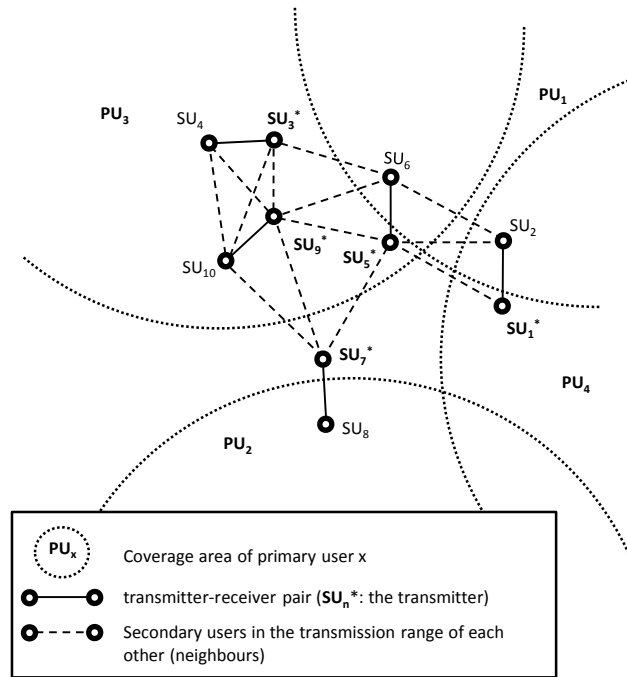 PU₁
PU₃
SU₄
SU₃*
SU₆
SU₂
SU₉*
SU₅*
SU₁₀
SU₁*
SU₇*
PU₄
PU₂
SU₈
PUₓ
Coverage area of primary user x
transmitter-receiver pair (SUₙ*: the transmitter)
Secondary users in the transmission range of each
other (neighbours)